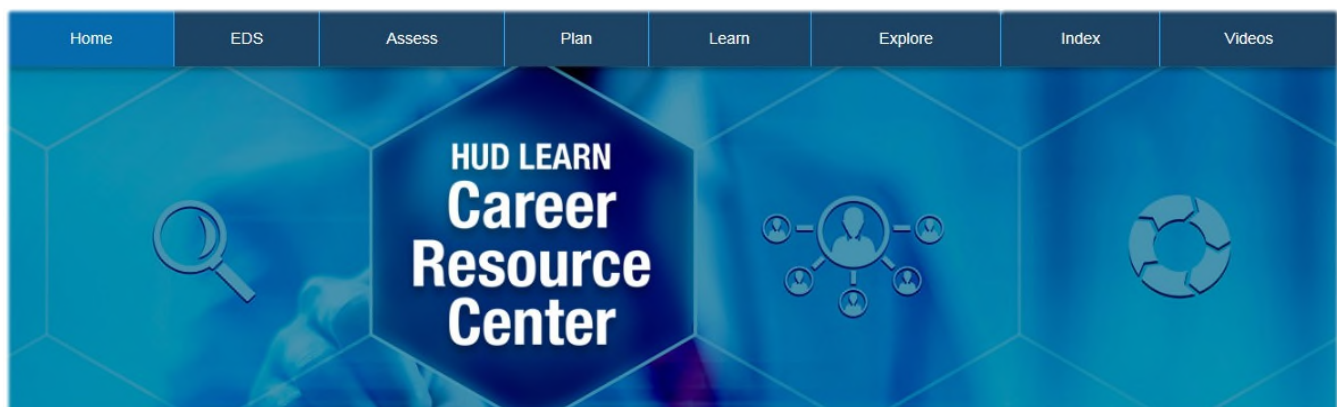 Home EDS Assess Plan Learn Explore Index Videos
HUD LEARN
Career
Resource
Center